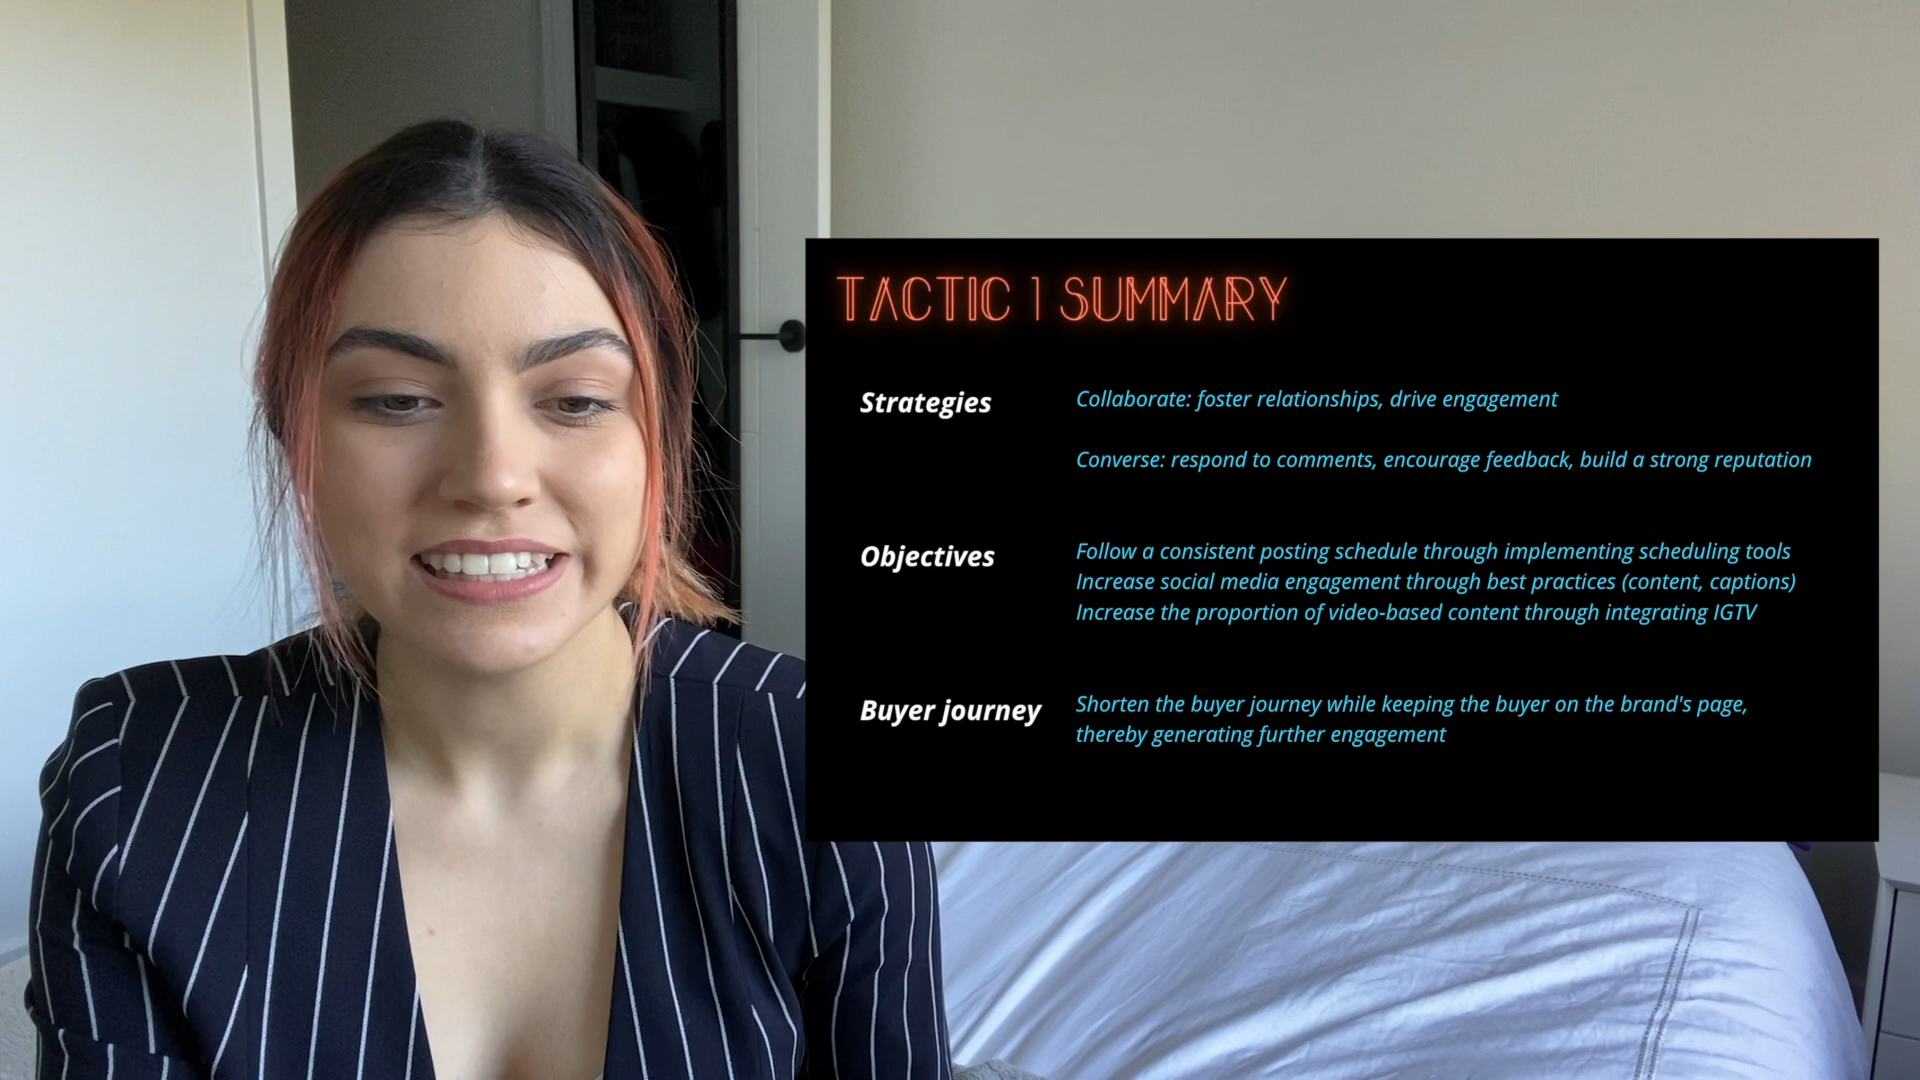 TACTIC 1 SUMMARY
Strategies
Collaborate: foster relationships, drive engagement
Converse: respond to comments, encourage feedback, build a strong reputation
Objectives
Follow a consistent posting schedule through implementing scheduling tools
Increase social media engagement through best practices (content, captions)
Increase the proportion of video-based content through integrating IGTV
Buyer journey
Shorten the buyer journey while keeping the buyer on the brand's page,
thereby generating further engagement